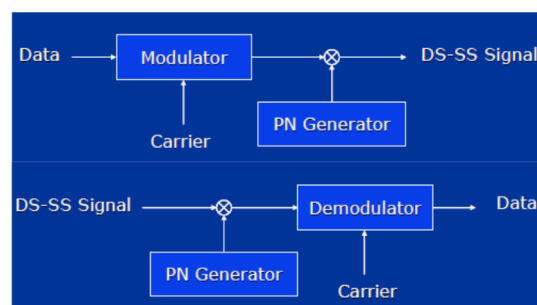 Data
Modulator
DS-SS Signal
PN Generator
Carrier
DS-SS Signal
Demodulator
Data
PN Generator
Carrier